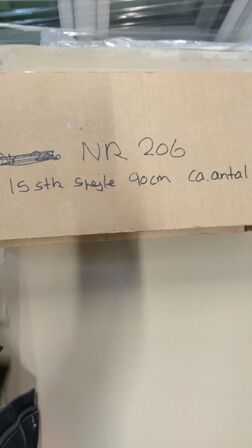 NR 206
15 stk spejle 90cm ca.antal